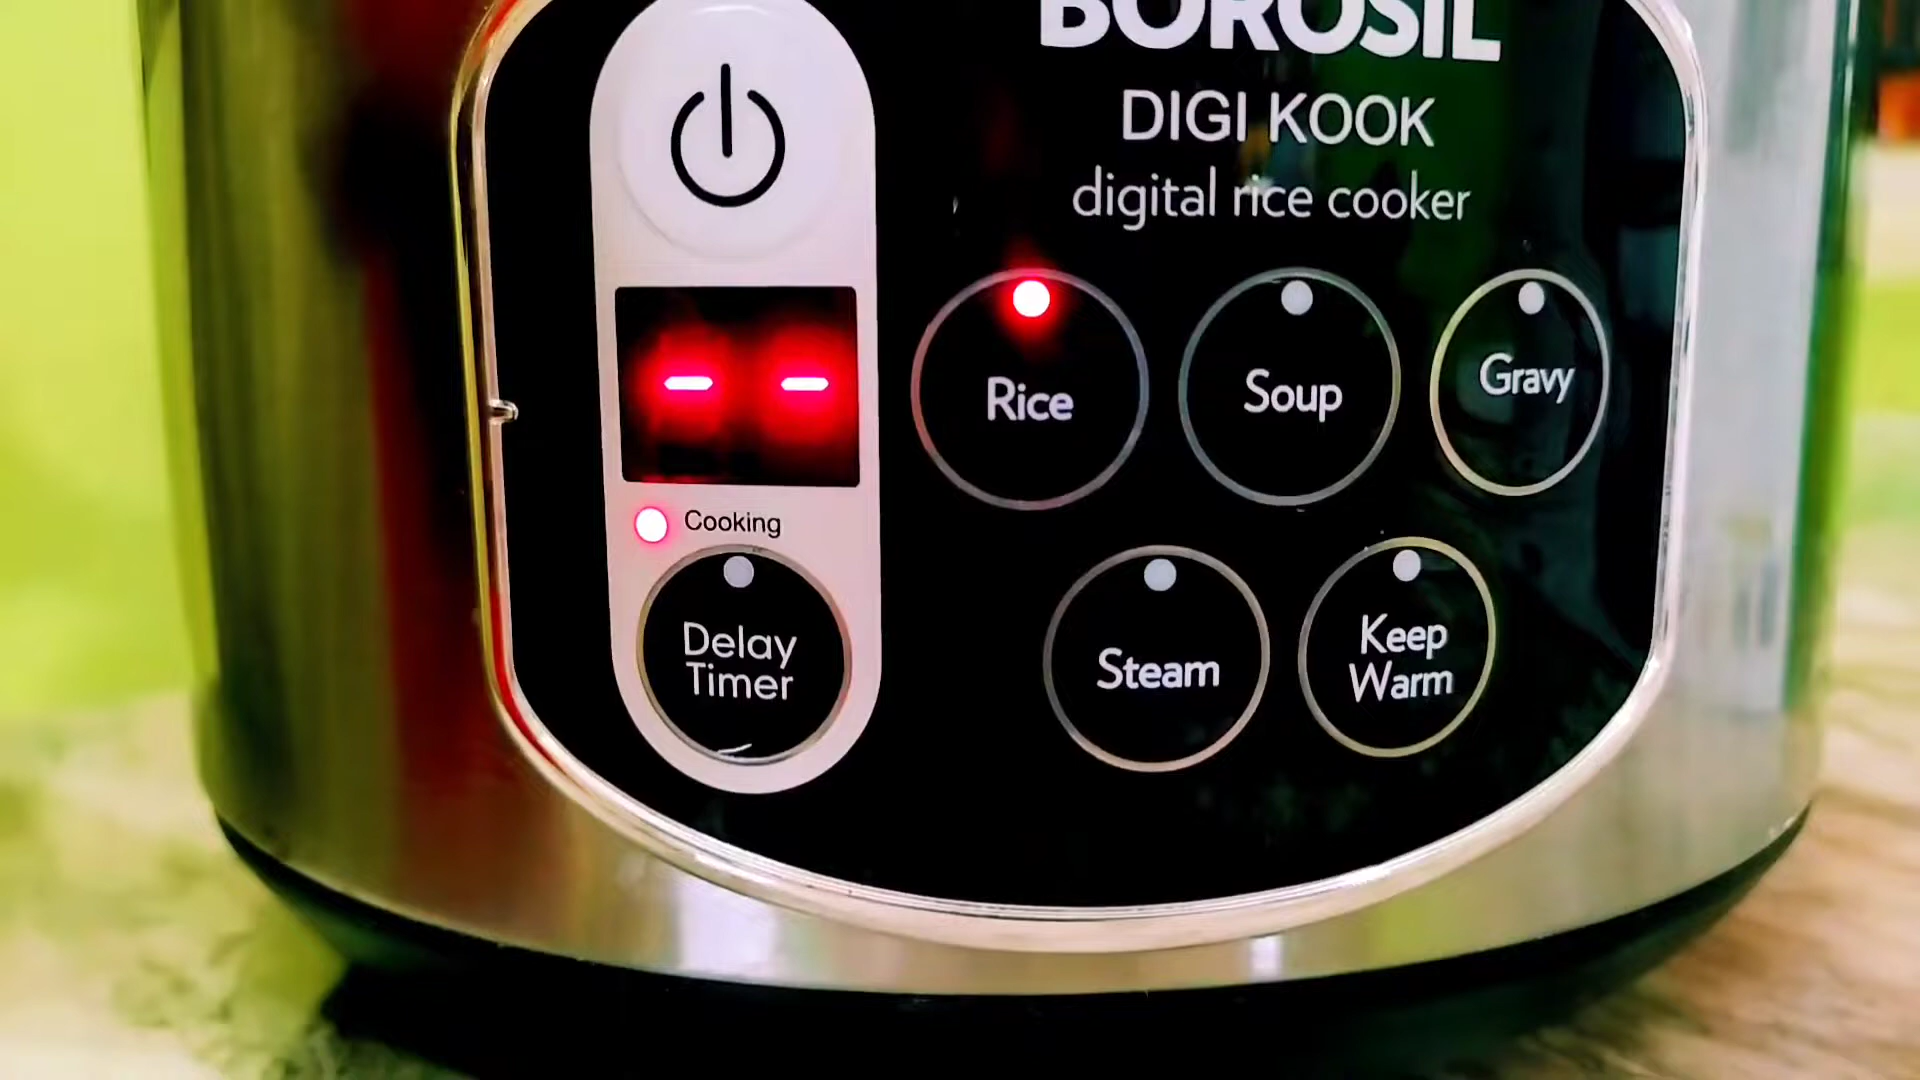 BOROSIL
DIGI KOOK
digital rice cooker
--
Rice
Soup
Gravy
Cooking
Delay
Timer
Steam
Keep
Warm